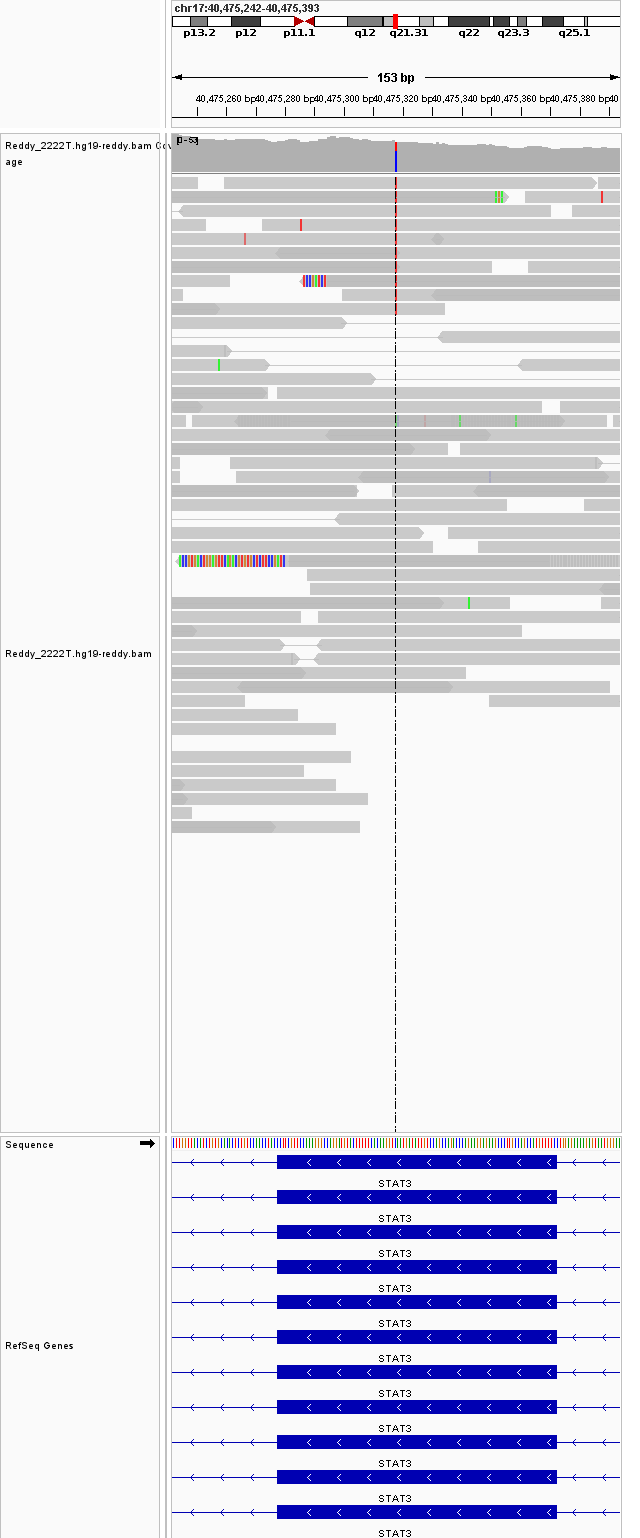 chr17:40,475,242-40,475,393
p13.2 p12 p11.1 q12 q21.31 q22 q23.3 q25.1
153 bp
40,475,260 bp 40,475,280 bp 40,475,300 bp 40,475,320 bp 40,475,340 bp 40,475,360 bp 40,475,380 bp 40
Reddy_2222T.hg19-reddy.bam Cov
age
Reddy_2222T.hg19-reddy.bam
Sequence
STAT3
STAT3
STAT3
STAT3
STAT3
RefSeq Genes
STAT3
STAT3
STAT3
STAT3
STAT3
STAT3